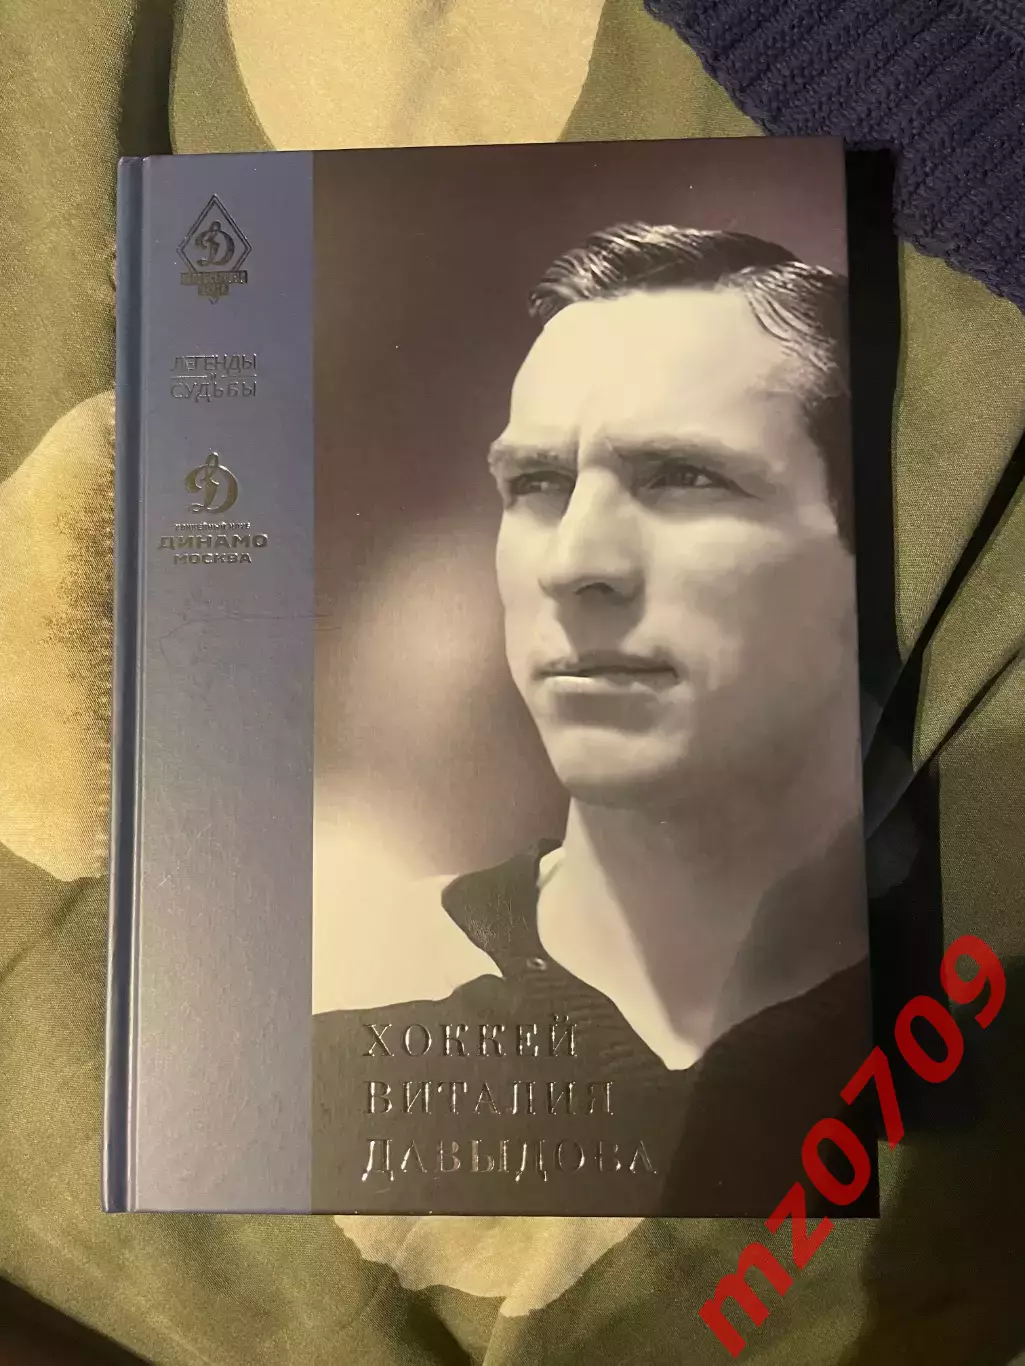 ЛЕГЕНДЫ
И
СУДЬБЫ
ДИНАМО
МОСКВА
ХОККЕЙ
ВИТАЛИЯ
ДАВЫДОВА
mz0709